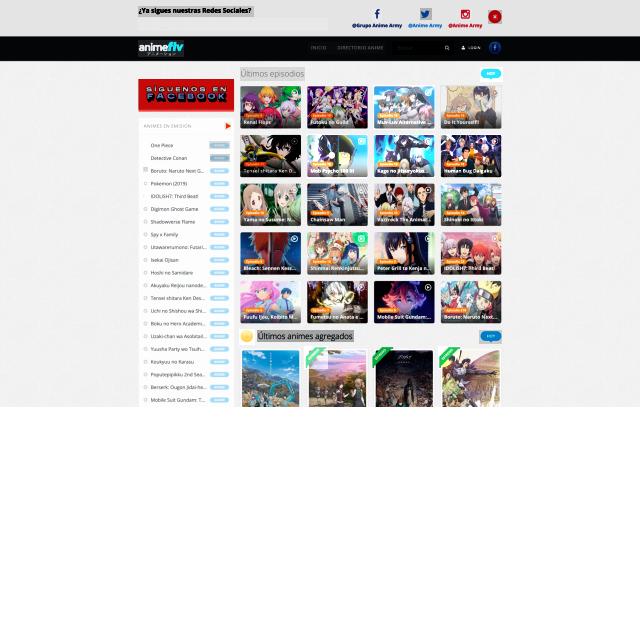 ¿Ya sigues nuestras Redes Sociales?
@Grupo Anime Army
@Anime Army
@Anime Army
animeflv
INICIO
DIRECTORIO ANIME
LOGIN
SIGUENOS EN
FACEBOOK
ANIMES EN EMISIÓN
One Piece
Detective Conan
Boruto: Naruto Next G...
Pokemon (2019)
IDOLiSH7: Third Beat!
Digimon Ghost Game
Shadowverse Flame
Spy x Family
Utawarerumono: Futari...
Isekai Ojisan
Hoshi no Samidare
Akuyaku Reijou nanode...
Tensei shitara Ken Des...
Uchi no Shishou wa Shi...
Boku no Hero Academi...
Uzaki-chan wa Asobitai!...
Yuusha Party wo Tsuih...
Koukyuu no Karasu
Poputepipikku 2nd Sea...
Berserk: Ougon Jidai-he...
Mobile Suit Gundam: T...
Últimos episodios
Renai Flops
Futoku no Guild
Muv-Luv Alternative ...
Do It Yourself!!
Tensei shitara Ken D...
Mob Psycho 100 III
Kage no Jitsuryokus...
Human Bug Daigaku
Yama no Susume: N...
Chainsaw Man
Vazzrock The Animat...
Shinobi no Ittoki
Bleach: Sennen Kess...
Shinmai Renkinjutsu...
Peter Grill to Kenja n...
IDOLiSH7: Third Beat!
Fuufu Ijou, Koibito M...
Fumetsu no Anata e ...
Mobile Suit Gundam:...
Boruto: Naruto Next...
Últimos animes agregados